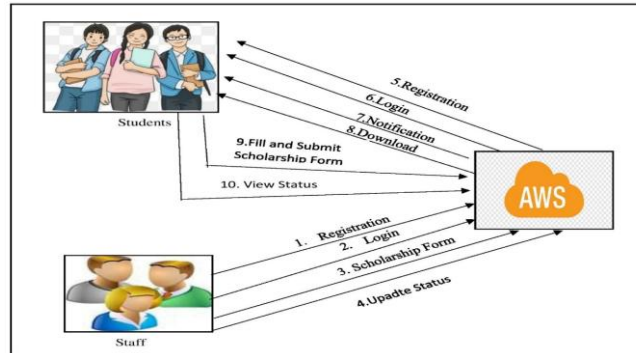 5.Registration
6.Login
7.Notification
8.Download
Students
9.Fill and Submit
Scholarship Form
10. View Status
AWS
1. Registration
2. Login
3. Scholarship Form
4.Upadte Status
Staff